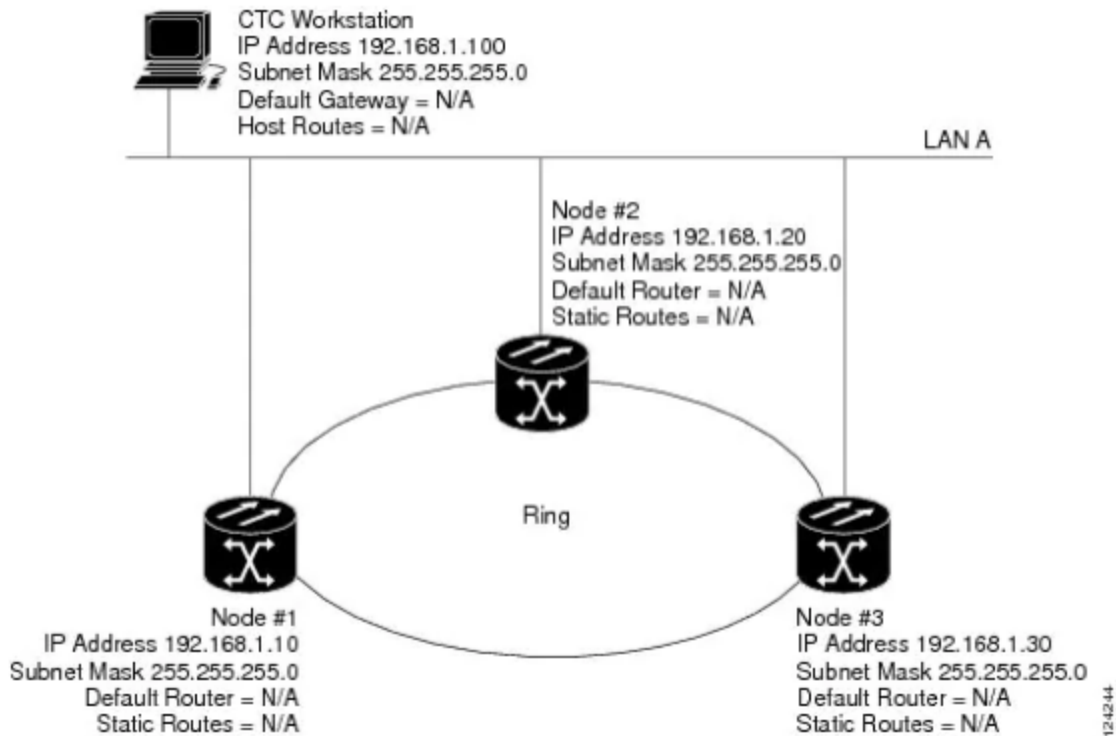 CTC Workstation
IP Address 192.168.1.100
Subnet Mask 255.255.255.0
Default Gateway = N/A
Host Routes = N/A
LAN A
Node #2
IP Address 192.168.1.20
Subnet Mask 255.255.255.0
Default Router = N/A
Static Routes = N/A
Ring
Node #1
IP Address 192.168.1.10
Subnet Mask 255.255.255.0
Default Router = N/A
Static Routes = N/A
Node #3
IP Address 192.168.1.30
Subnet Mask 255.255.255.0
Default Router = N/A
Static Routes = N/A
124244